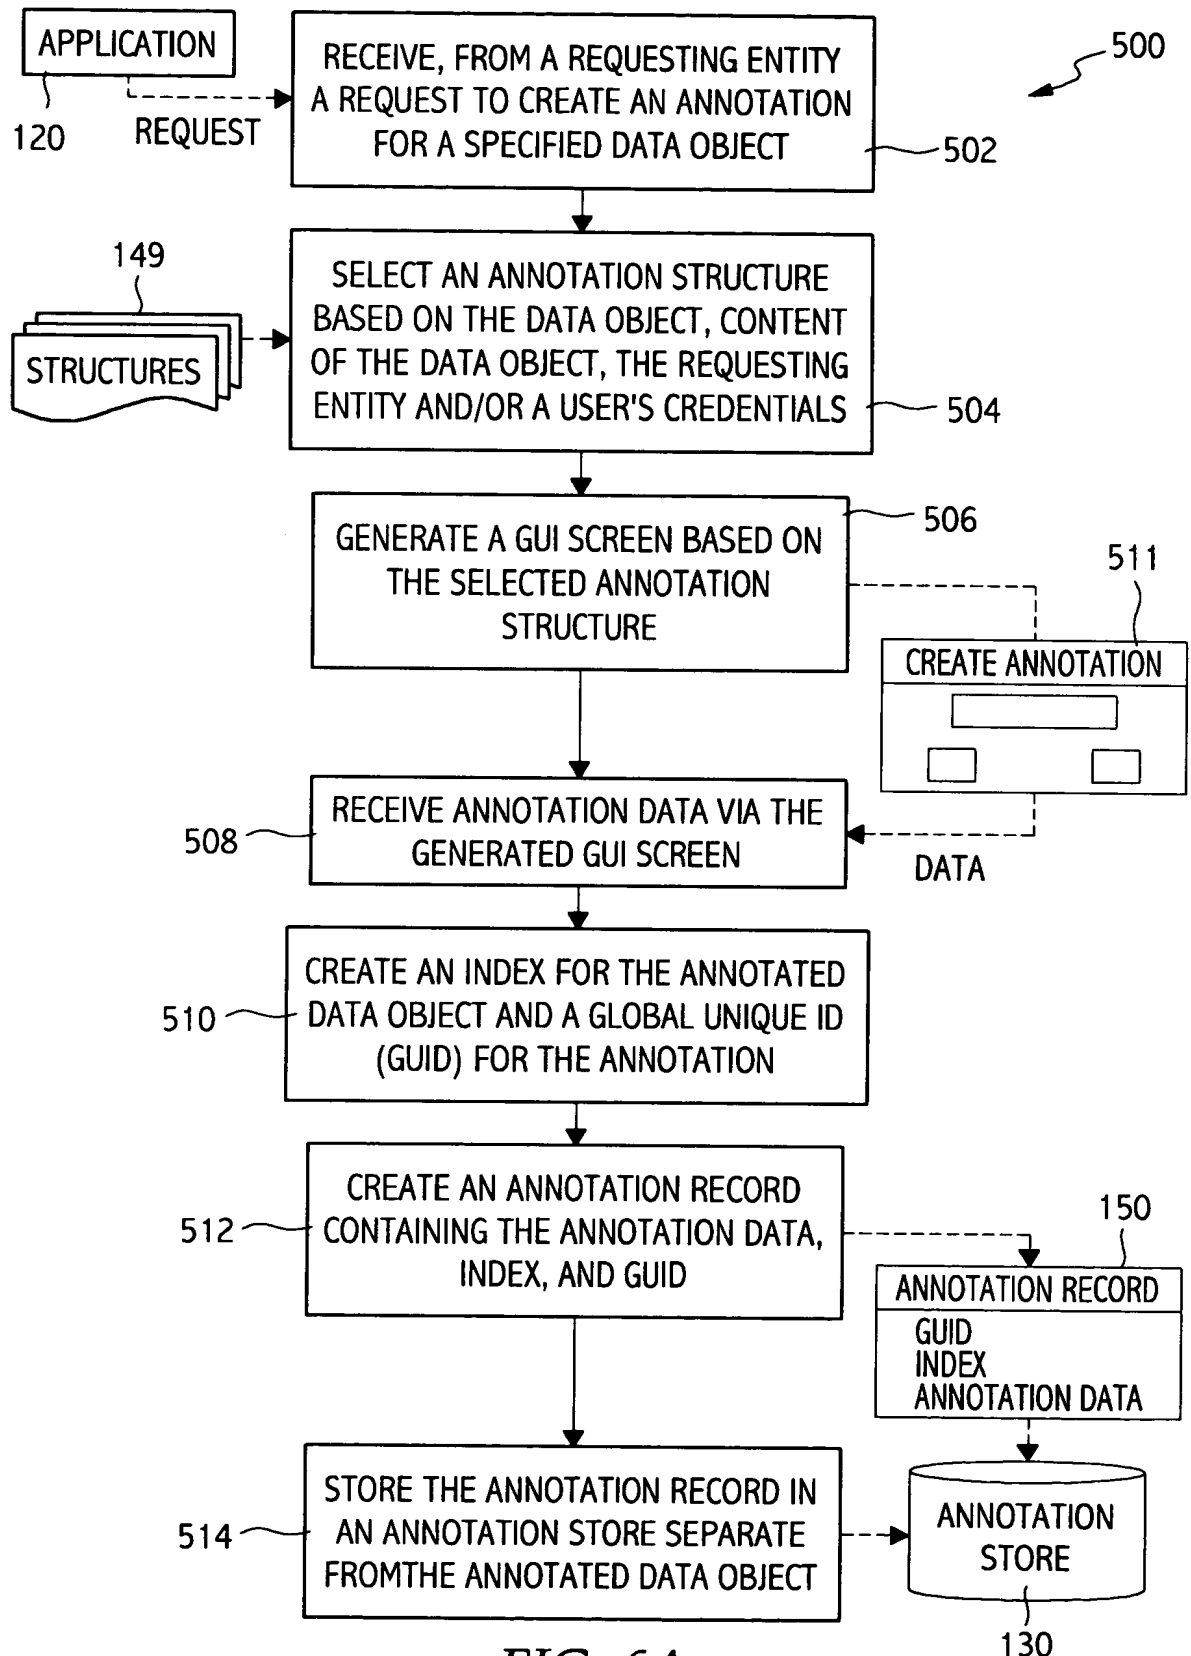 APPLICATION
120
REQUEST
RECEIVE, FROM A REQUESTING ENTITY
A REQUEST TO CREATE AN ANNOTATION
FOR A SPECIFIED DATA OBJECT
500
502
149
STRUCTURES
SELECT AN ANNOTATION STRUCTURE
BASED ON THE DATA OBJECT, CONTENT
OF THE DATA OBJECT, THE REQUESTING
ENTITY AND/OR A USER'S CREDENTIALS
504
GENERATE A GUI SCREEN BASED ON
THE SELECTED ANNOTATION
STRUCTURE
506
511
CREATE ANNOTATION
508
RECEIVE ANNOTATION DATA VIA THE
GENERATED GUI SCREEN
DATA
510
CREATE AN INDEX FOR THE ANNOTATED
DATA OBJECT AND A GLOBAL UNIQUE ID
(GUID) FOR THE ANNOTATION
512
CREATE AN ANNOTATION RECORD
CONTAINING THE ANNOTATION DATA,
INDEX, AND GUID
150
ANNOTATION RECORD
GUID
INDEX
ANNOTATION DATA
514
STORE THE ANNOTATION RECORD IN
AN ANNOTATION STORE SEPARATE
FROMTHE ANNOTATED DATA OBJECT
ANNOTATION
STORE
130